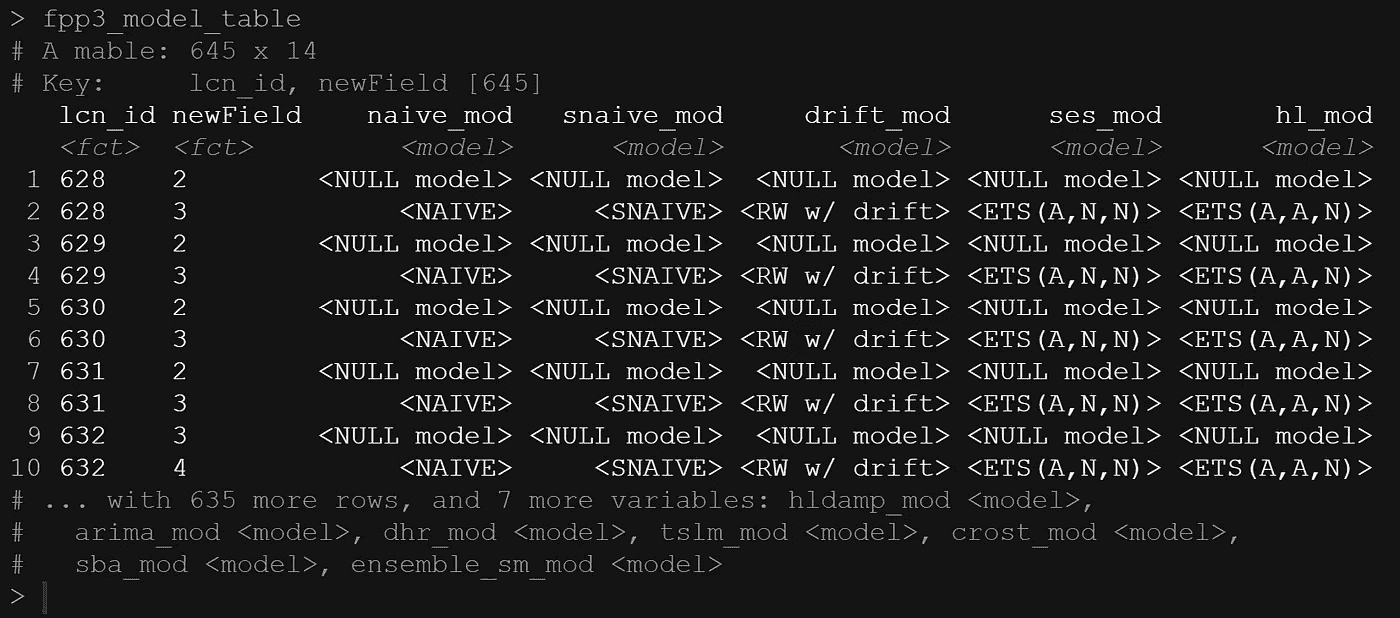 > fpp3_model_table
# A mable: 645 x 14
# Key:     lcn_id, newField [645]
   lcn_id newField    naive_mod   snaive_mod     drift_mod      ses_mod       hl_mod
   <fct>  <fct>         <model>      <model>       <model>      <model>      <model>
 1 628    2        <NULL model> <NULL model>  <NULL model> <NULL model> <NULL model>
 2 628    3             <NAIVE>     <SNAIVE> <RW w/ drift> <ETS(A,N,N)> <ETS(A,A,N)>
 3 629    2        <NULL model> <NULL model>  <NULL model> <NULL model> <NULL model>
 4 629    3             <NAIVE>     <SNAIVE> <RW w/ drift> <ETS(A,N,N)> <ETS(A,A,N)>
 5 630    2        <NULL model> <NULL model>  <NULL model> <NULL model> <NULL model>
 6 630    3             <NAIVE>     <SNAIVE> <RW w/ drift> <ETS(A,N,N)> <ETS(A,A,N)>
 7 631    2        <NULL model> <NULL model>  <NULL model> <NULL model> <NULL model>
 8 631    3             <NAIVE>     <SNAIVE> <RW w/ drift> <ETS(A,N,N)> <ETS(A,A,N)>
 9 632    3        <NULL model> <NULL model>  <NULL model> <NULL model> <NULL model>
10 632    4             <NAIVE>     <SNAIVE> <RW w/ drift> <ETS(A,N,N)> <ETS(A,A,N)>
# ... with 635 more rows, and 7 more variables: hldamp_mod <model>,
#   arima_mod <model>, dhr_mod <model>, tslm_mod <model>, crost_mod <model>,
#   sba_mod <model>, ensemble_sm_mod <model>
>